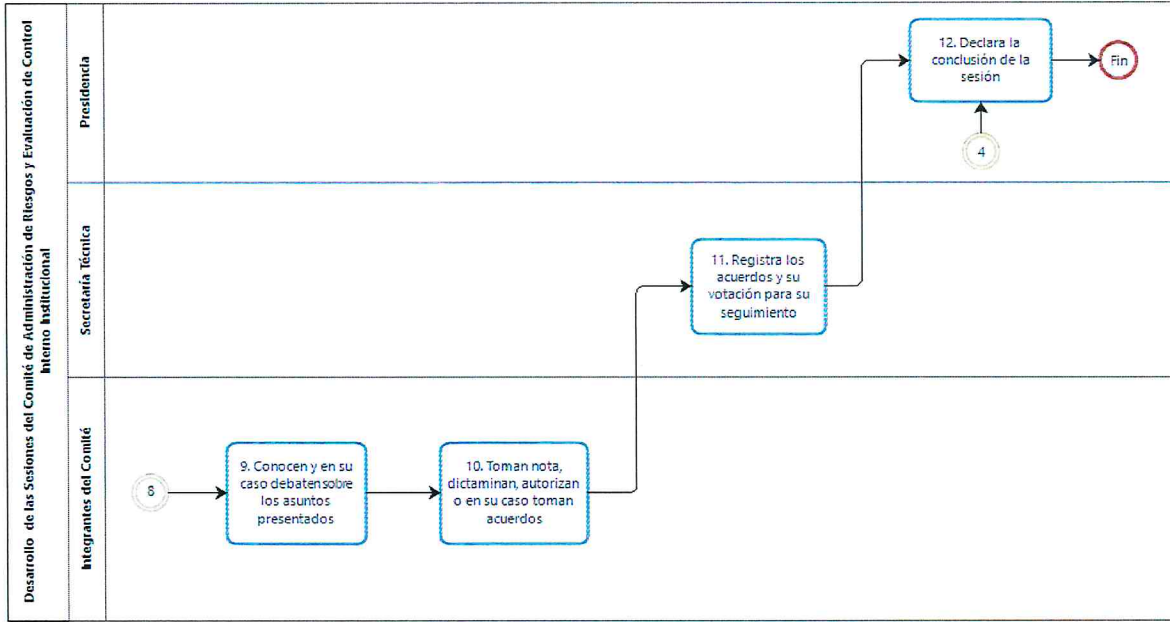 Desarrollo de las Sesiones del Comité de Administración de Riesgos y Evaluación de Control
Interno Institucional
Presidencia
12. Declara la
conclusión de la
sesión
Fin
4
Secretaría Técnica
11. Registra los
acuerdos y su
votación para su
seguimiento
Integrantes del Comité
8
9. Conocen y en su
caso debaten sobre
los asuntos
presentados
10. Toman nota,
dictaminan, autorizan
o en su caso toman
acuerdos